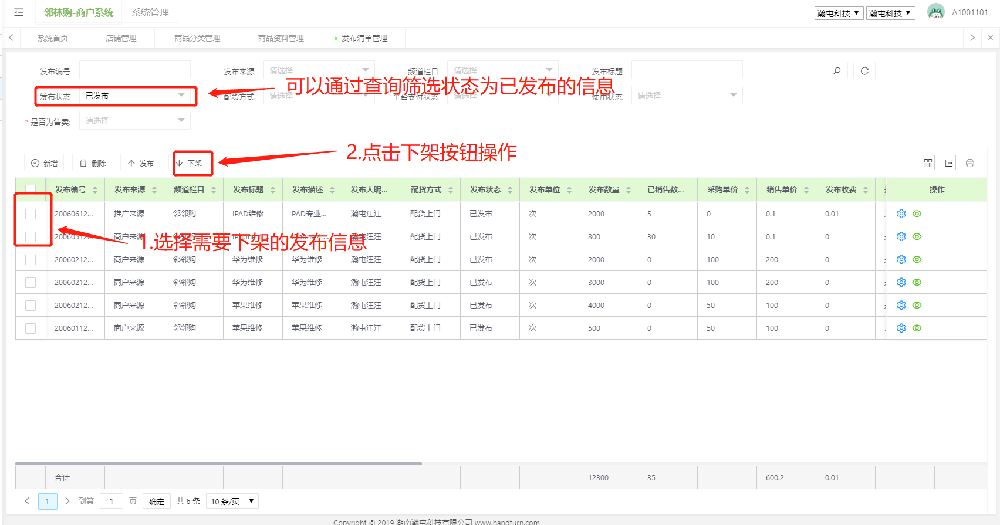 邻林购-商户系统 系统管理 瀚屯科技 瀚屯科技 A1001101
系统首页 店铺管理 商品分类管理 商品资料管理 发布清单管理
发布编号 发布来源 请选择 频道栏目 请选择 发布标题
可以通过查询筛选状态为已发布的信息
发布状态 已发布 配货方式 请选择 平台支付状态 请选择 使用状态 请选择
* 是否为售卖: 请选择
2.点击下架按钮操作
新增 删除 发布 下架
发布编号 发布来源 频道栏目 发布标题 发布描述 发布人昵... 配货方式 发布状态 发布单位 发布数量 已销售数... 采购单价 销售单价 发布收费 操作
20060612... 推广来源 邻邻购 IPAD维修 PAD专业... 瀚屯汪汪 配货上门 已发布 次 2000 5 0 0.1 0.01
20060512... 商户来源 邻邻购 iPhone 4... iPhone 4... 瀚屯汪汪 配货上门 已发布 次 800 30 10 0.1 0
1.选择需要下架的发布信息
20060212... 商户来源 邻邻购 华为维修 华为维修 瀚屯汪汪 配货上门 已发布 次 2000 0 100 200 0
20060212... 商户来源 邻邻购 华为维修 华为维修 瀚屯汪汪 配货上门 已发布 次 3000 0 100 200 0
20060212... 商户来源 邻邻购 苹果维修 苹果维修 瀚屯汪汪 配货上门 已发布 次 4000 0 50 100 0
20060112... 商户来源 邻邻购 苹果维修 苹果维修 瀚屯汪汪 配货上门 已发布 次 500 0 50 100 0
合计 12300 35 600.2 0.01
1 到第 1 页 确定 共 6 条 10 条/页
Copyright © 2019 湖南瀚屯科技有限公司 www.handturn.com